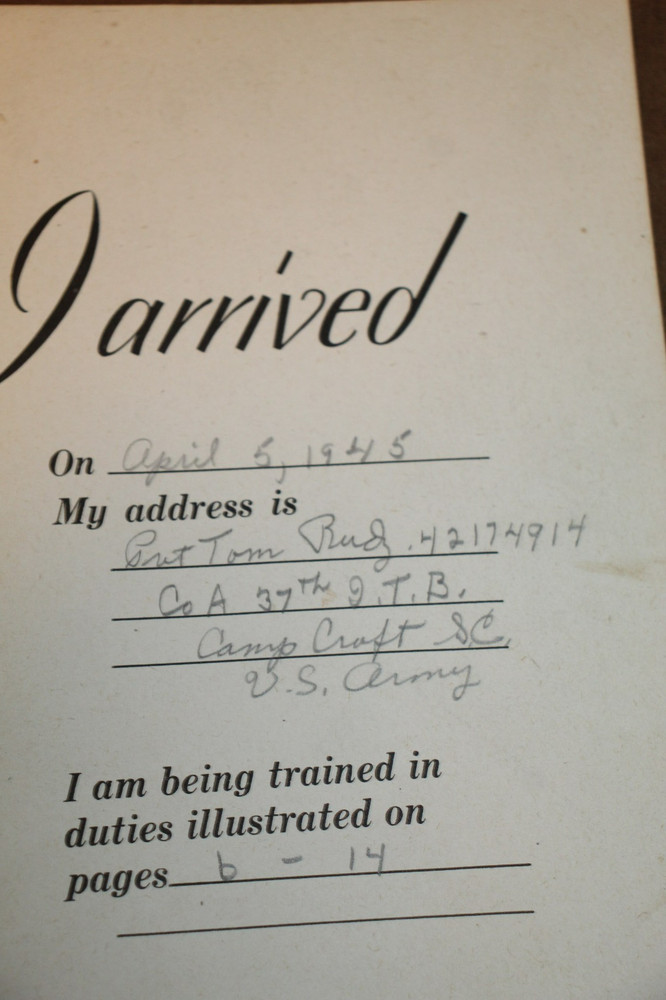 I arrived
On April 5, 1945
My address is
Pvt Tom Rudz. 42174914
Co A 37th I.T.B.
Camp Croft S.C.
U.S. Army
I am being trained in
duties illustrated on
pages 6 - 14